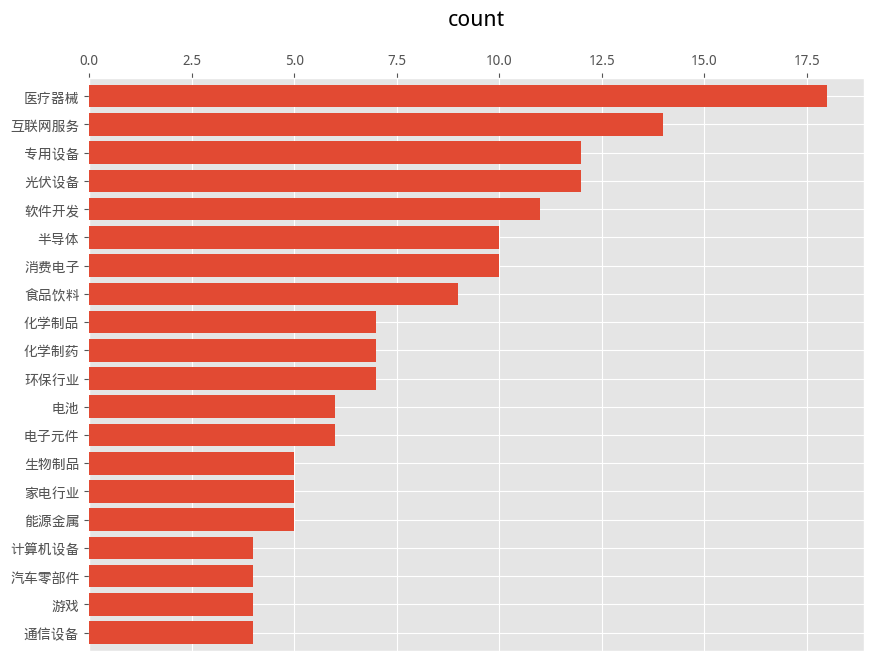 count
0.0 2.5 5.0 7.5 10.0 12.5 15.0 17.5
医疗器械
互联网服务
专用设备
光伏设备
软件开发
半导体
消费电子
食品饮料
化学制品
化学制药
环保行业
电池
电子元件
生物制品
家电行业
能源金属
计算机设备
汽车零部件
游戏
通信设备